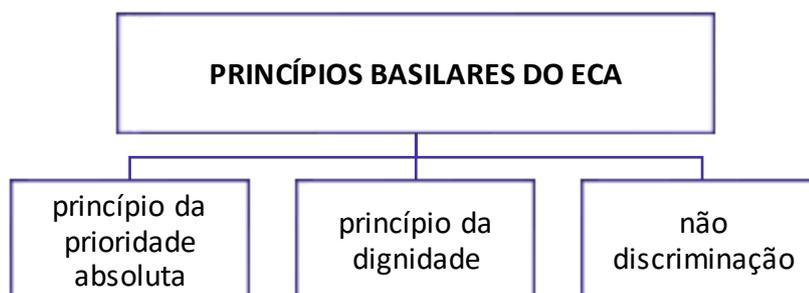 PRINCÍPIOS BASILARES DO ECA
princípio da
prioridade
absoluta
princípio da
dignidade
não
discriminação